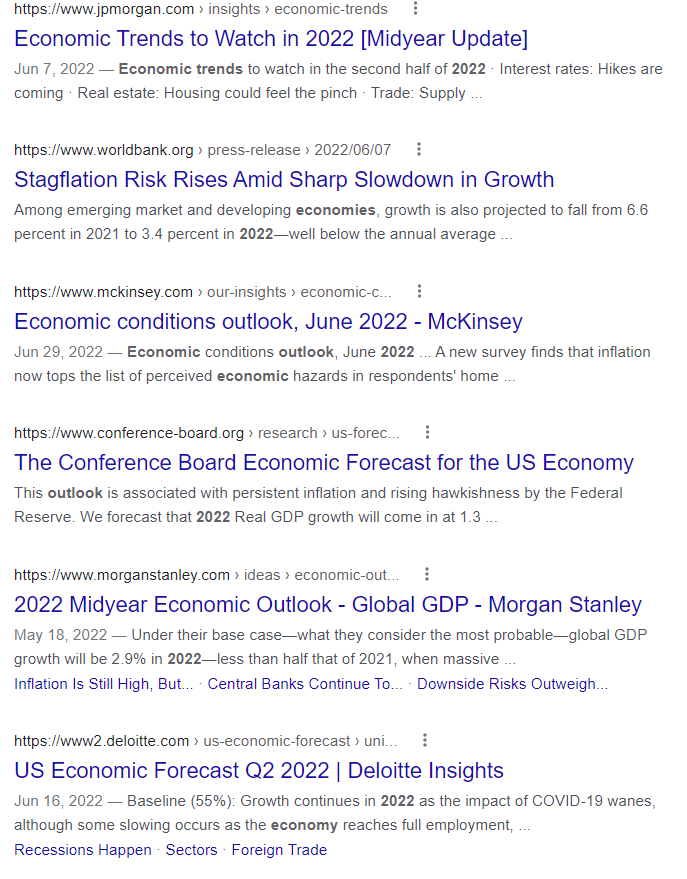 https://www.jpmorgan.com › insights › economic-trends
Economic Trends to Watch in 2022 [Midyear Update]
Jun 7, 2022 — Economic trends to watch in the second half of 2022 · Interest rates: Hikes are
coming · Real estate: Housing could feel the pinch · Trade: Supply ...
https://www.worldbank.org › press-release › 2022/06/07
Stagflation Risk Rises Amid Sharp Slowdown in Growth
Among emerging market and developing economies, growth is also projected to fall from 6.6
percent in 2021 to 3.4 percent in 2022—well below the annual average ...
https://www.mckinsey.com › our-insights › economic-c...
Economic conditions outlook, June 2022 - McKinsey
Jun 29, 2022 — Economic conditions outlook, June 2022 ... A new survey finds that inflation
now tops the list of perceived economic hazards in respondents' home ...
https://www.conference-board.org › research › us-forec...
The Conference Board Economic Forecast for the US Economy
This outlook is associated with persistent inflation and rising hawkishness by the Federal
Reserve. We forecast that 2022 Real GDP growth will come in at 1.3 ...
https://www.morganstanley.com › ideas › economic-out...
2022 Midyear Economic Outlook - Global GDP - Morgan Stanley
May 18, 2022 — Under their base case—what they consider the most probable—global GDP
growth will be 2.9% in 2022—less than half that of 2021, when massive ...
Inflation Is Still High, But... · Central Banks Continue To... · Downside Risks Outweigh...
https://www2.deloitte.com › us-economic-forecast › uni...
US Economic Forecast Q2 2022 | Deloitte Insights
Jun 16, 2022 — Baseline (55%): Growth continues in 2022 as the impact of COVID-19 wanes,
although some slowing occurs as the economy reaches full employment, ...
Recessions Happen · Sectors · Foreign Trade